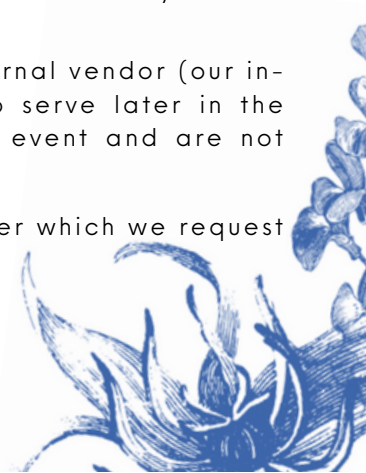 rnal vendor (our in-
serve later in the
event and are not
er which we request